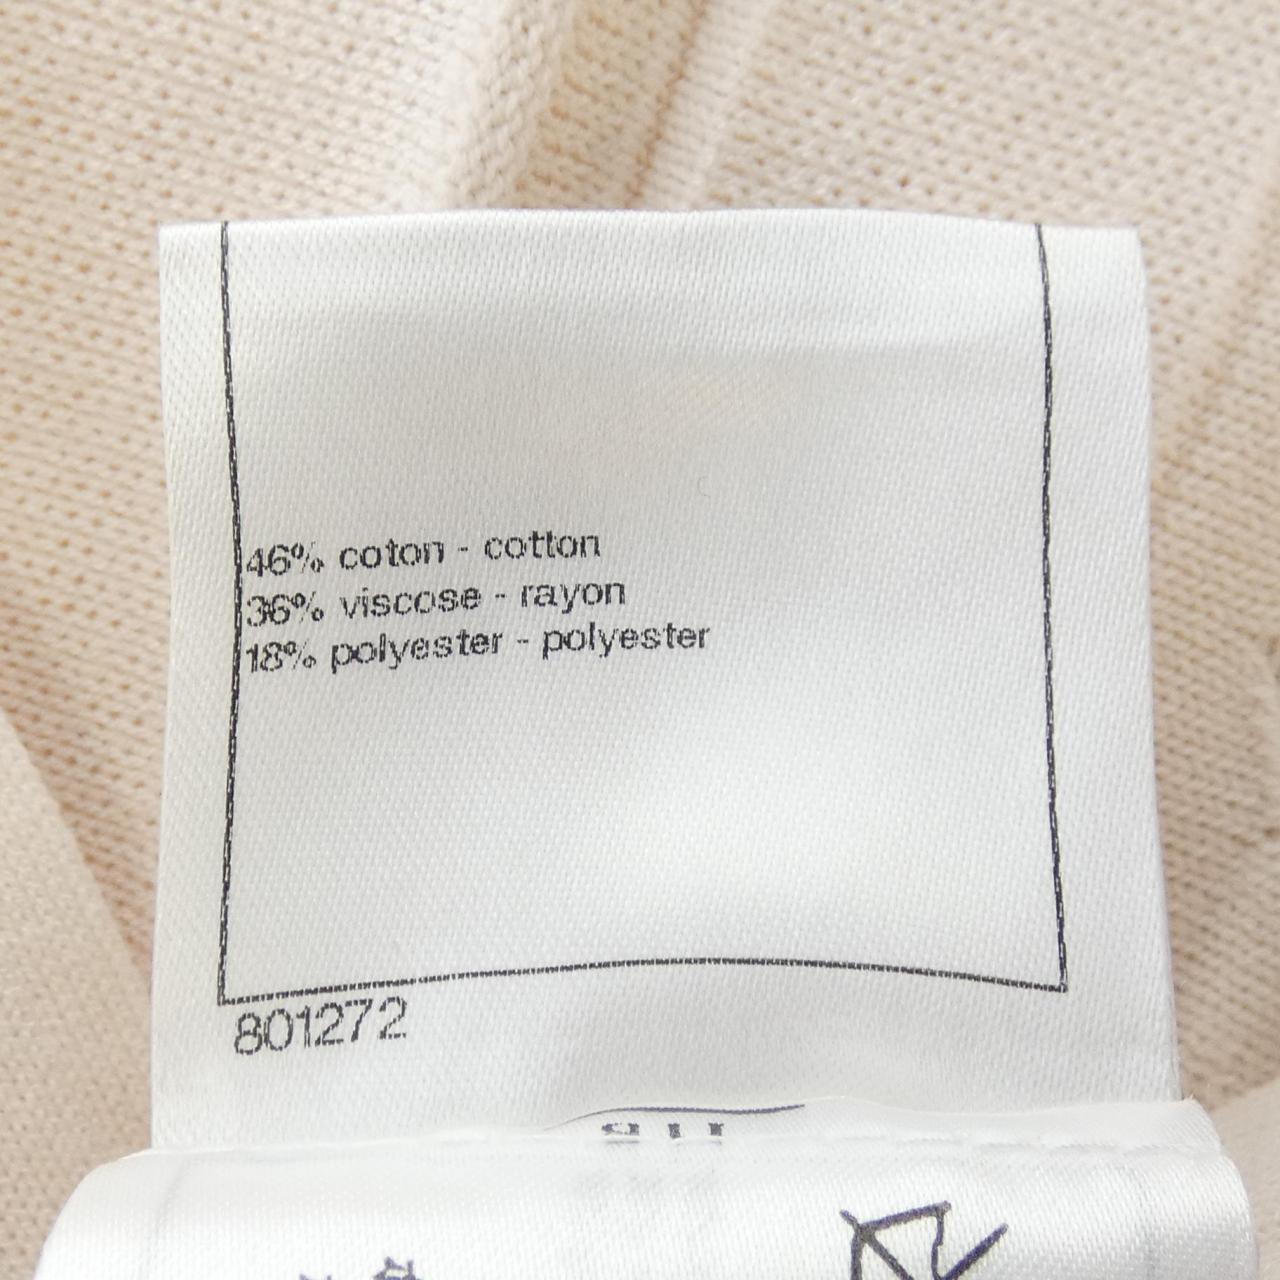 46% coton - cotton
36% viscose - rayon
18% polyester - polyester
801272